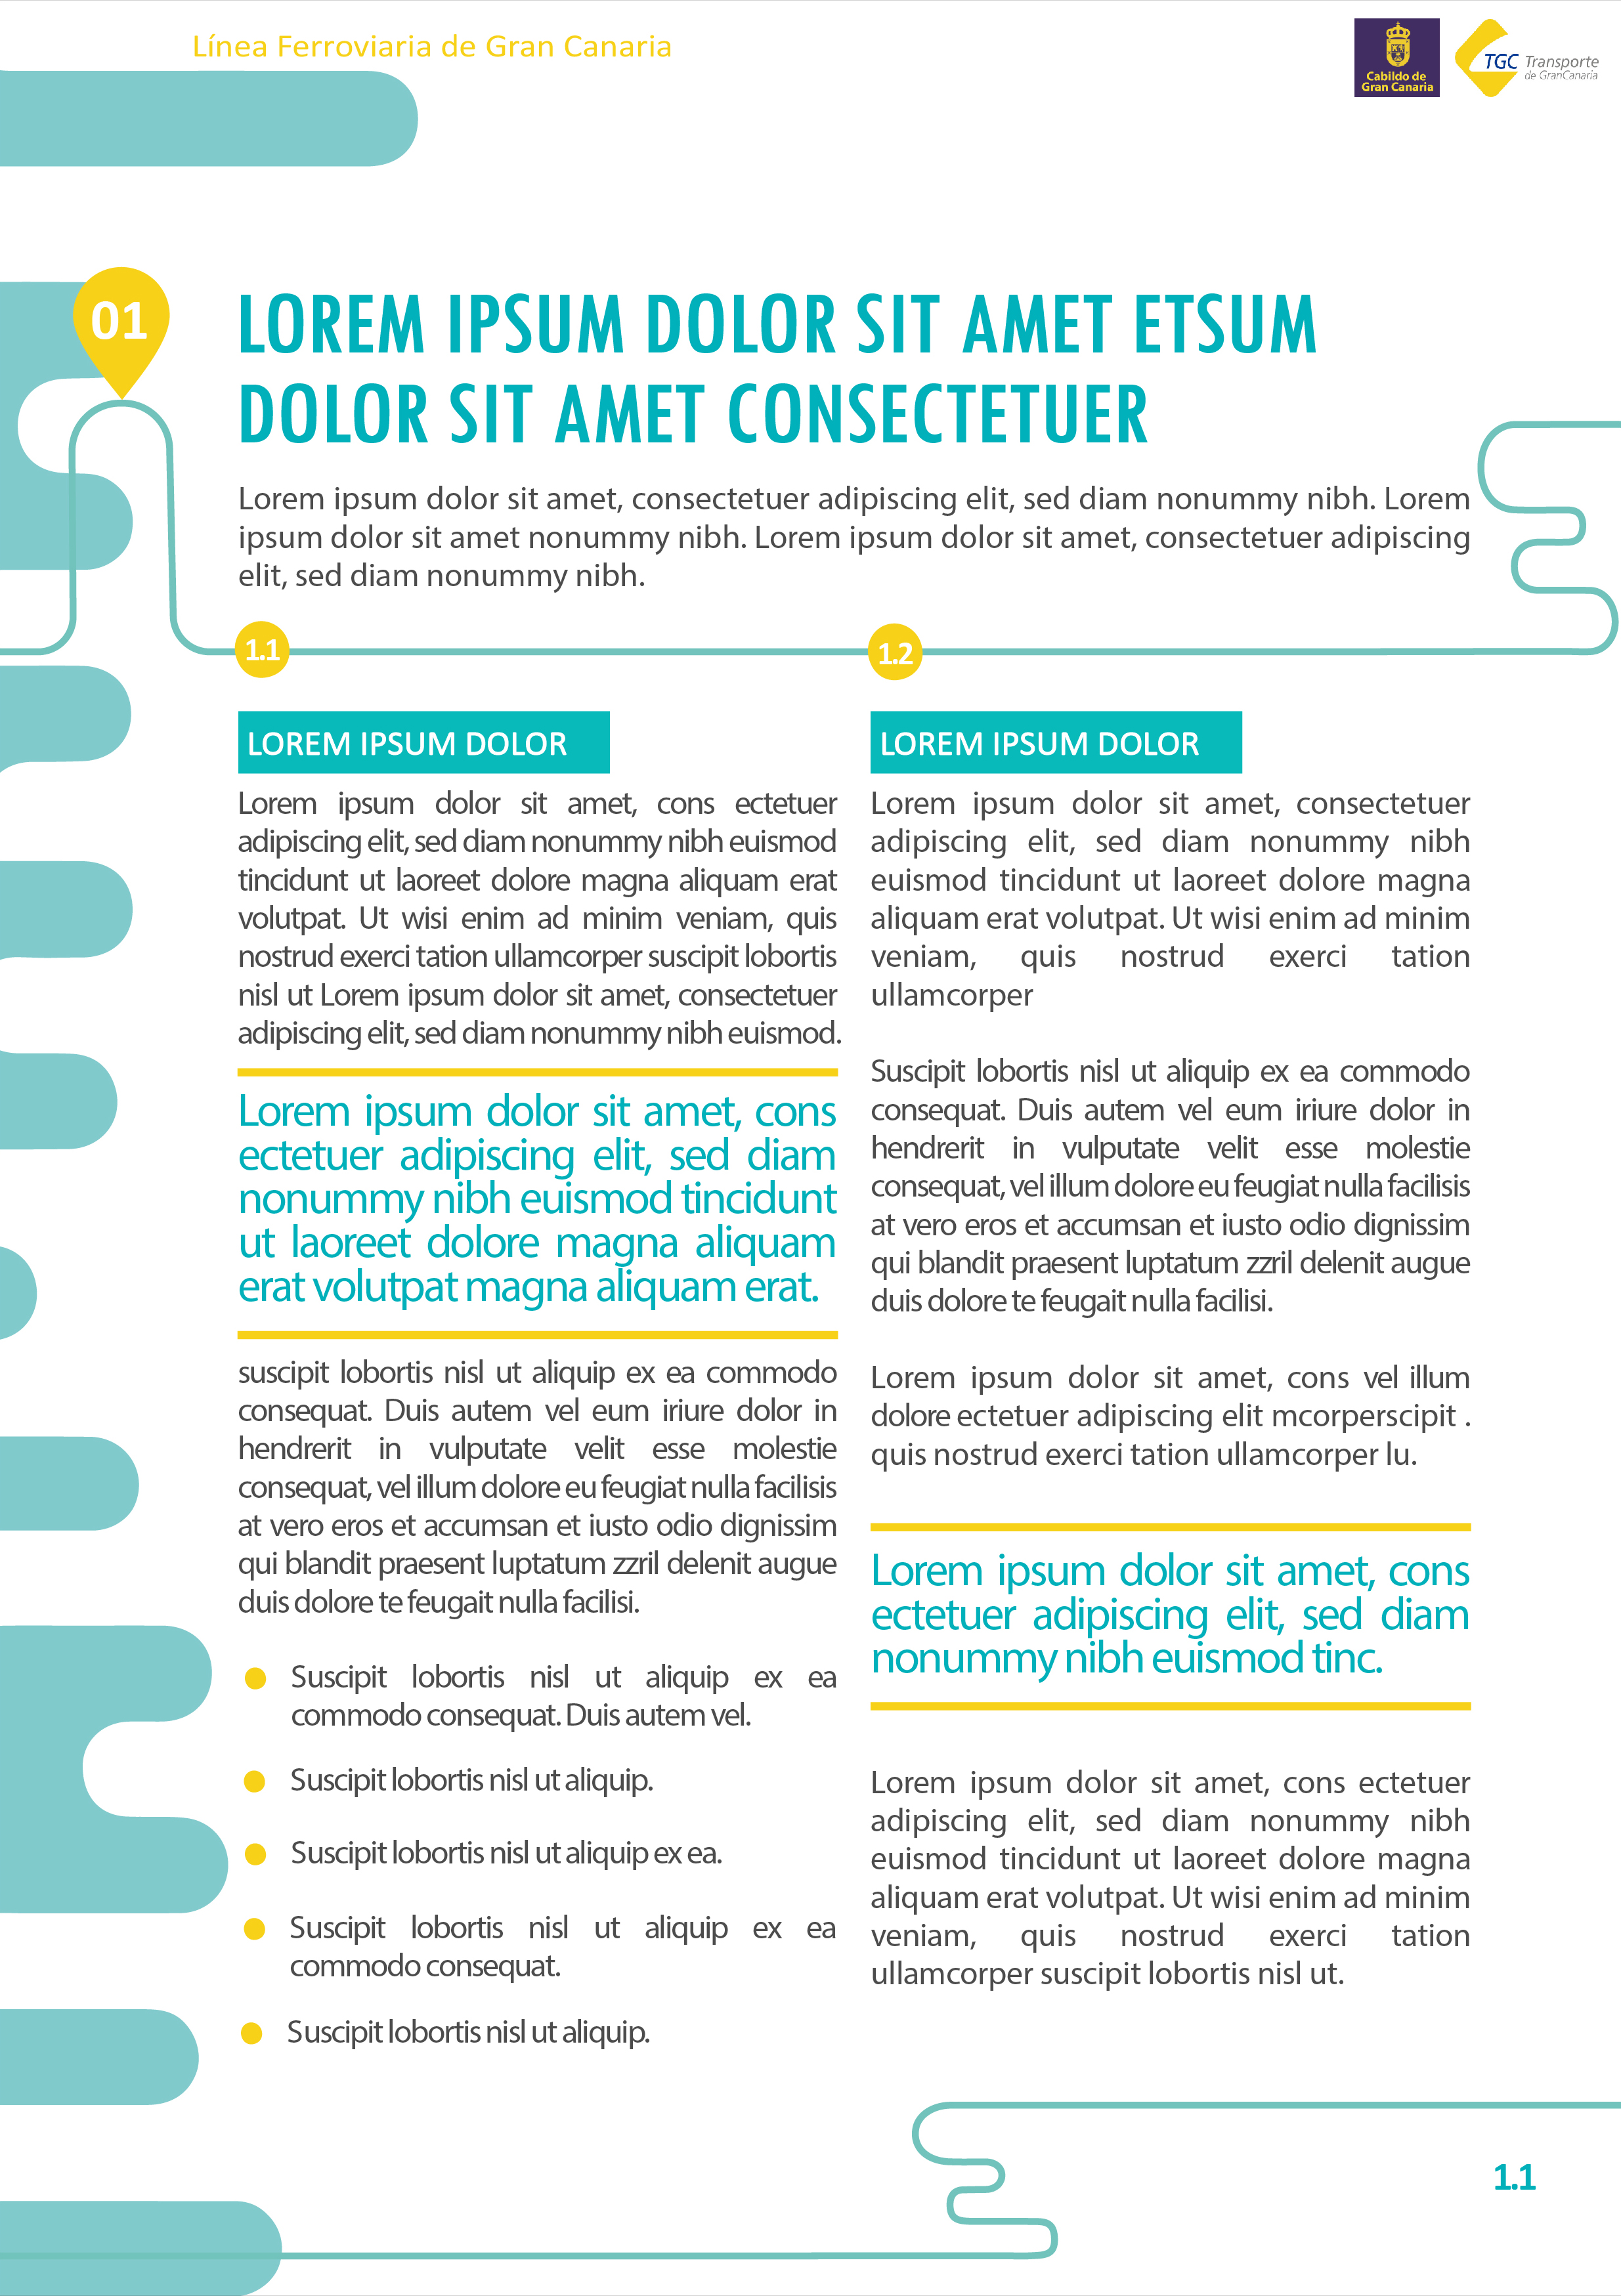 Línea Ferroviaria de Gran Canaria
Cabildo de
Gran Canaria
TGC Transporte
de GranCanaria
01
LOREM IPSUM DOLOR SIT AMET ETSUM
DOLOR SIT AMET CONSECTETUER
Lorem ipsum dolor sit amet, consectetuer adipiscing elit, sed diam nonummy nibh. Lorem
ipsum dolor sit amet nonummy nibh. Lorem ipsum dolor sit amet, consectetuer adipiscing
elit, sed diam nonummy nibh.
1.1
LOREM IPSUM DOLOR
Lorem ipsum dolor sit amet, cons ectetuer
adipiscing elit, sed diam nonummy nibh euismod
tincidunt ut laoreet dolore magna aliquam erat
volutpat. Ut wisi enim ad minim veniam, quis
nostrud exerci tation ullamcorper suscipit lobortis
nisl ut Lorem ipsum dolor sit amet, consectetuer
adipiscing elit, sed diam nonummy nibh euismod.
Lorem ipsum dolor sit amet, cons
ectetuer adipiscing elit, sed diam
nonummy nibh euismod tincidunt
ut laoreet dolore magna aliquam
erat volutpat magna aliquam erat.
suscipit lobortis nisl ut aliquip ex ea commodo
consequat. Duis autem vel eum iriure dolor in
hendrerit in vulputate velit esse molestie
consequat, vel illum dolore eu feugiat nulla facilisis
at vero eros et accumsan et iusto odio dignissim
qui blandit praesent luptatum zzril delenit augue
duis dolore te feugait nulla facilisi.
Suscipit lobortis nisl ut aliquip ex ea
commodo consequat. Duis autem vel.
Suscipit lobortis nisl ut aliquip.
Suscipit lobortis nisl ut aliquip ex ea.
Suscipit lobortis nisl ut aliquip ex ea
commodo consequat.
Suscipit lobortis nisl ut aliquip.
1.2
LOREM IPSUM DOLOR
Lorem ipsum dolor sit amet, consectetuer
adipiscing elit, sed diam nonummy nibh
euismod tincidunt ut laoreet dolore magna
aliquam erat volutpat. Ut wisi enim ad minim
veniam, quis nostrud exerci tation
ullamcorper
Suscipit lobortis nisl ut aliquip ex ea commodo
consequat. Duis autem vel eum iriure dolor in
hendrerit in vulputate velit esse molestie
consequat, vel illum dolore eu feugiat nulla facilisis
at vero eros et accumsan et iusto odio dignissim
qui blandit praesent luptatum zzril delenit augue
duis dolore te feugait nulla facilisi.
Lorem ipsum dolor sit amet, cons vel illum
dolore ectetuer adipiscing elit mcorperscipit .
quis nostrud exerci tation ullamcorper lu.
Lorem ipsum dolor sit amet, cons
ectetuer adipiscing elit, sed diam
nonummy nibh euismod tinc.
Lorem ipsum dolor sit amet, cons ectetuer
adipiscing elit, sed diam nonummy nibh
euismod tincidunt ut laoreet dolore magna
aliquam erat volutpat. Ut wisi enim ad minim
veniam, quis nostrud exerci tation
ullamcorper suscipit lobortis nisl ut.
1.1